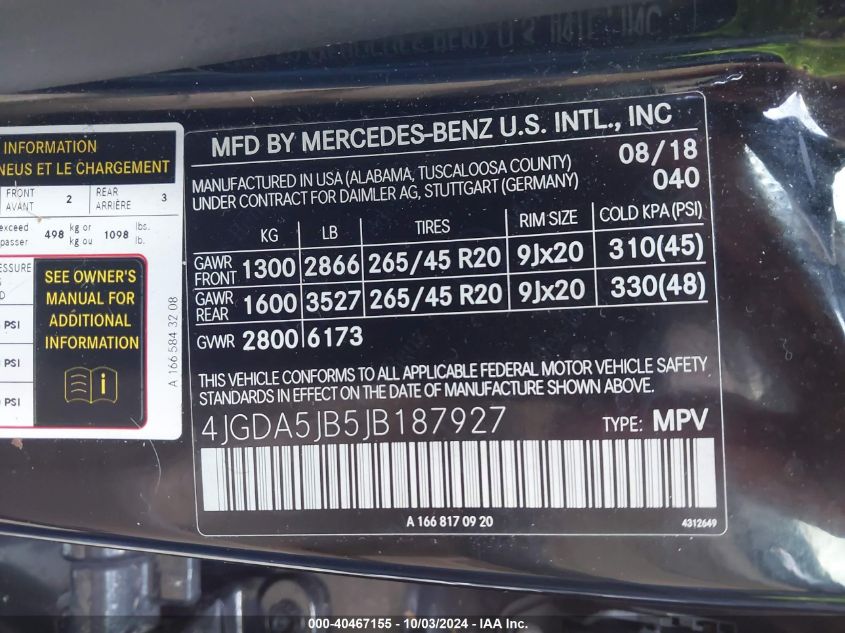 INFORMATION
NEUS ET LE CHARGEMENT
FRONT
AVANT
2
REAR
ARRIÈRE
3
exceed
passer
498
kg or
kg ou
1098
lbs.
lb.
SEE OWNER'S
MANUAL FOR
ADDITIONAL
INFORMATION
PSI
PSI
PSI
A 166 584 32 08
MFD BY MERCEDES-BENZ U.S. INTL., INC
MANUFACTURED IN USA (ALABAMA, TUSCALOOSA COUNTY) 08/18
UNDER CONTRACT FOR DAIMLER AG, STUTTGART (GERMANY) 040
KG LB TIRES RIM SIZE COLD KPA(PSI)
GAWR FRONT 1300 2866 265/45 R20 9Jx20 310(45)
GAWR REAR 1600 3527 265/45 R20 9Jx20 330(48)
GVWR 2800 6173
THIS VEHICLE CONFORMS TO ALL APPLICABLE FEDERAL MOTOR VEHICLE SAFETY
STANDARDS IN EFFECT ON THE DATE OF MANUFACTURE SHOWN ABOVE.
4JGDA5JB5JB187927 TYPE: MPV
A 166 817 09 20
4312649
000-40467155 - 10/03/2024 - IAA Inc.